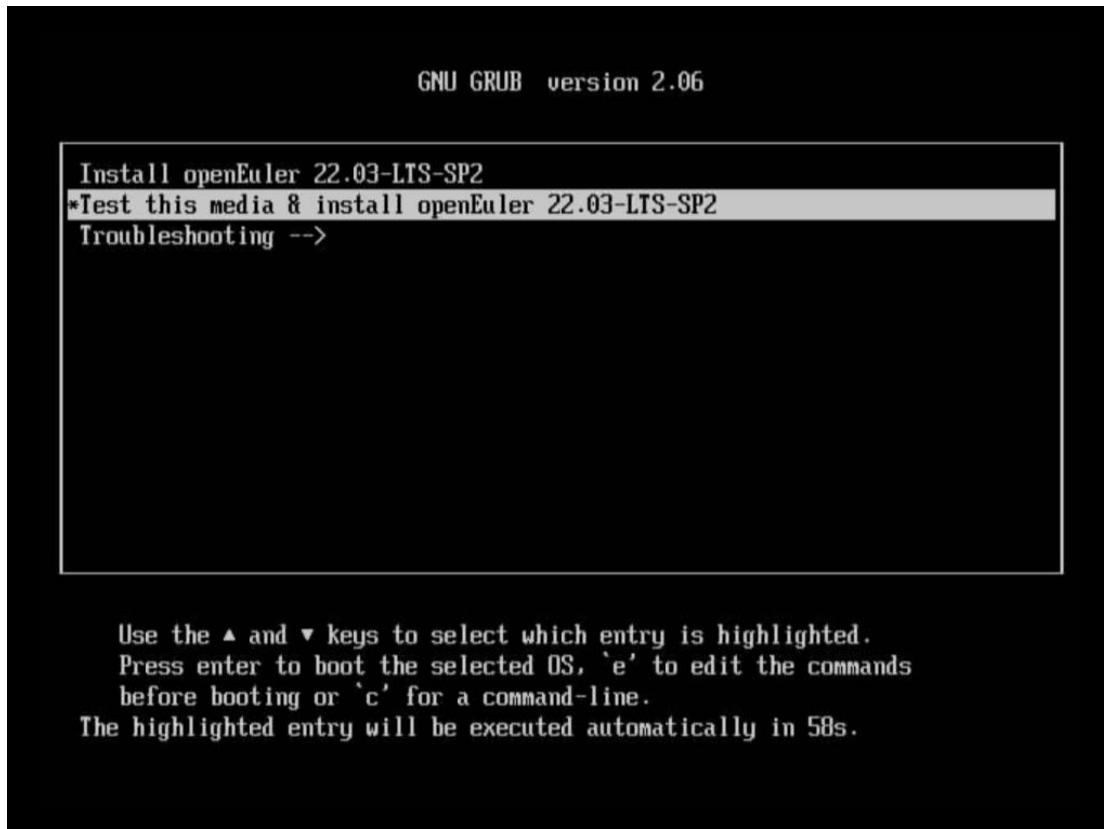 GNU GRUB  version 2.06
Install openEuler 22.03-LTS-SP2
*Test this media & install openEuler 22.03-LTS-SP2
Troubleshooting -->
Use the ▲ and ▼ keys to select which entry is highlighted.
Press enter to boot the selected OS, `e' to edit the commands
before booting or `c' for a command-line.
The highlighted entry will be executed automatically in 58s.